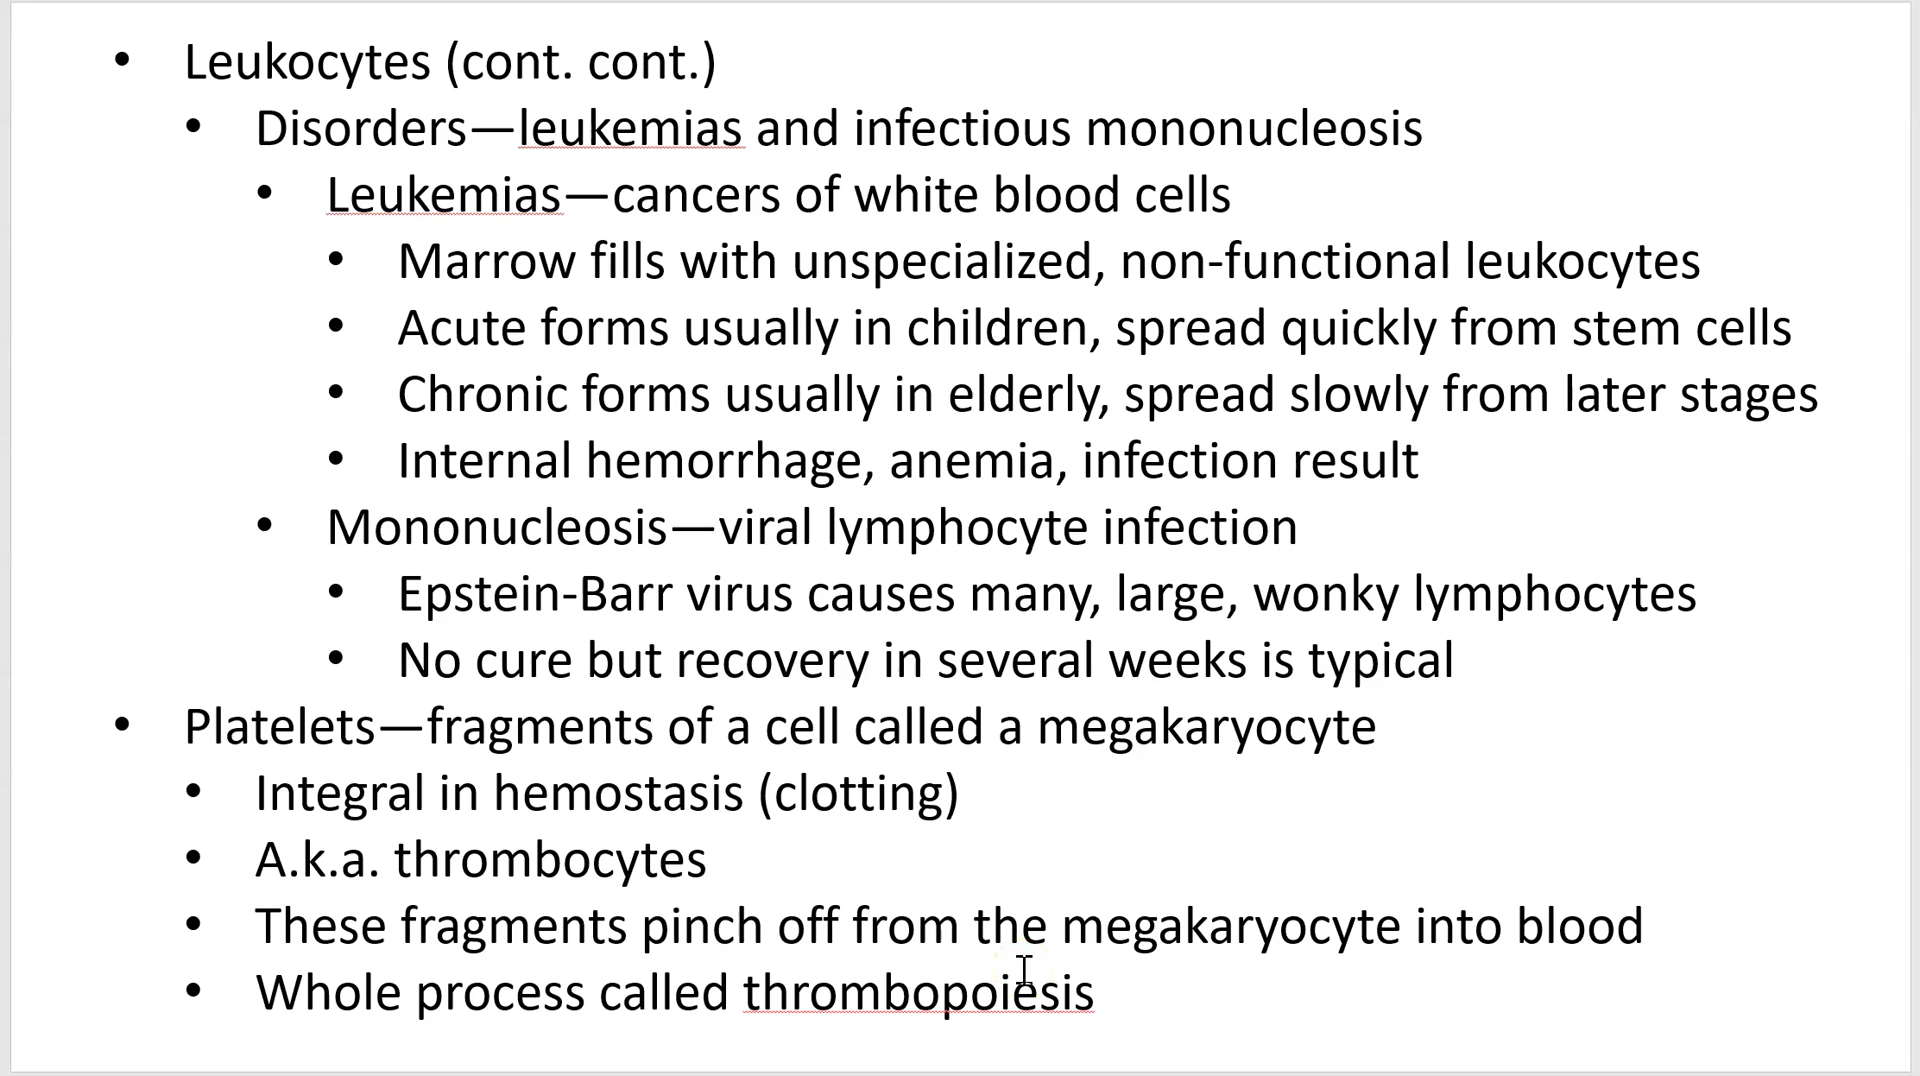 • Leukocytes (cont. cont.)
• Disorders—leukemias and infectious mononucleosis
• Leukemias—cancers of white blood cells
• Marrow fills with unspecialized, non-functional leukocytes
• Acute forms usually in children, spread quickly from stem cells
• Chronic forms usually in elderly, spread slowly from later stages
• Internal hemorrhage, anemia, infection result
• Mononucleosis—viral lymphocyte infection
• Epstein-Barr virus causes many, large, wonky lymphocytes
• No cure but recovery in several weeks is typical
• Platelets—fragments of a cell called a megakaryocyte
• Integral in hemostasis (clotting)
• A.k.a. thrombocytes
• These fragments pinch off from the megakaryocyte into blood
• Whole process called thrombopoiesis